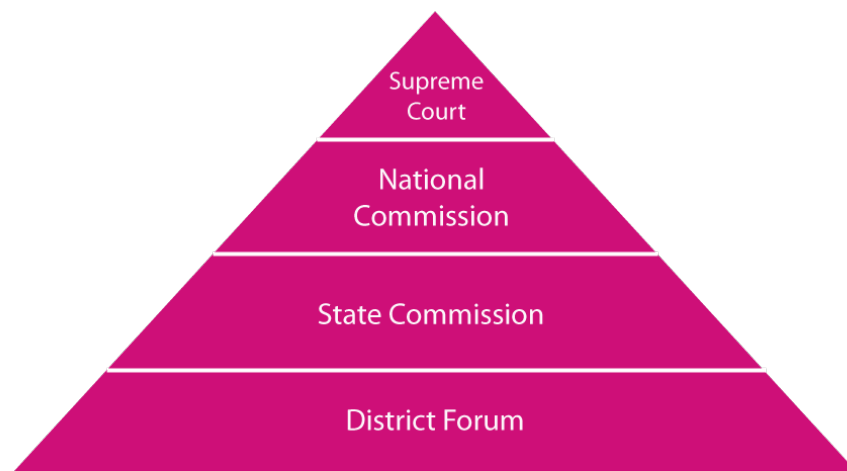 Supreme
Court
National
Commission
State Commission
District Forum